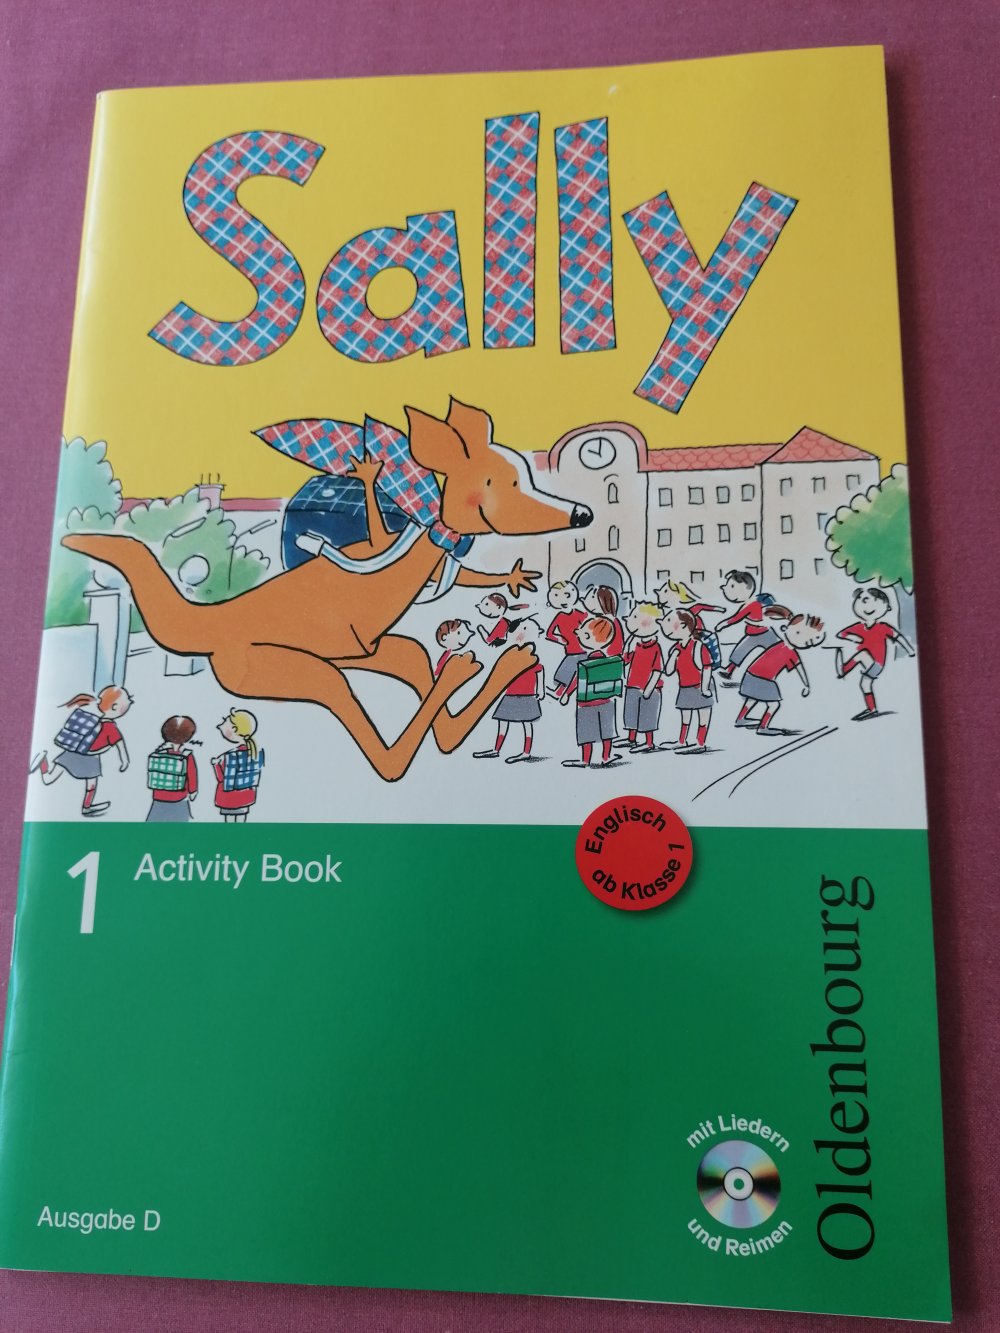 Sally
1 Activity Book
Englisch
ab Klasse 1
Oldenbourg
mit Liedern
und Reimen
Ausgabe D